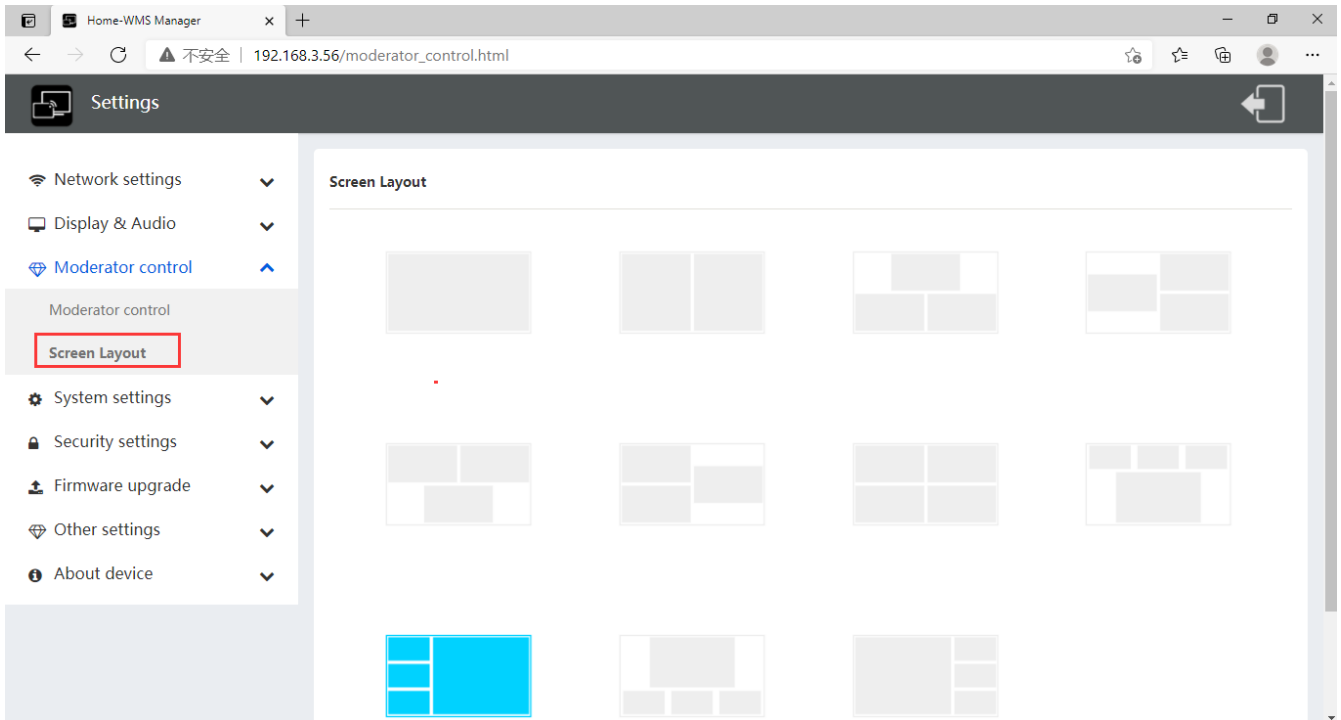 Home-WMS Manager
不安全 | 192.168.3.56/moderator_control.html
Settings
Network settings
Display & Audio
Moderator control
Moderator control
Screen Layout
System settings
Security settings
Firmware upgrade
Other settings
About device
Screen Layout